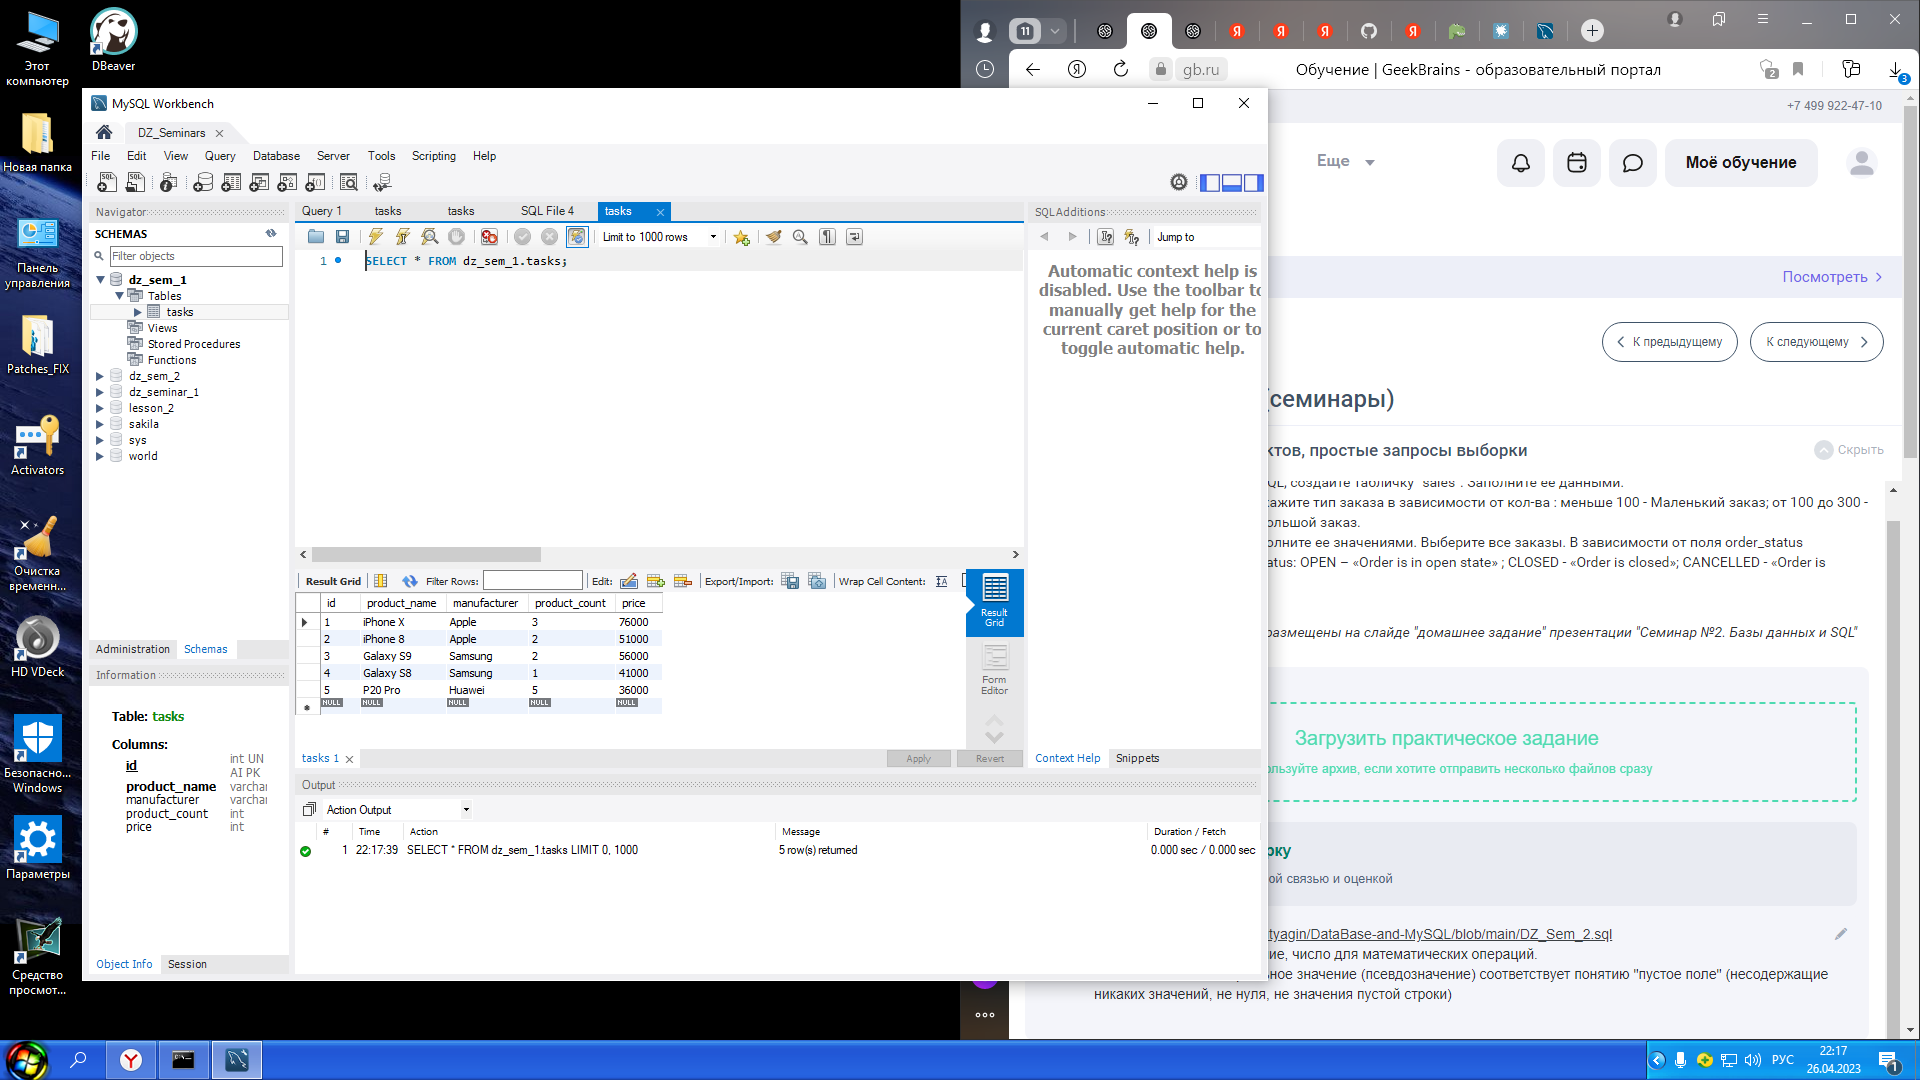 Этот
компьютер
DBeaver
Новая папка
Панель
управления
Patches_FIX
Activators
Очистка
временн...
HD VDeck
Безопасно...
Windows
Параметры
Средство
просмот...
MySQL Workbench
DZ_Seminars
File Edit View Query Database Server Tools Scripting Help
Navigator
SCHEMAS
Filter objects
dz_sem_1
Tables
tasks
Views
Stored Procedures
Functions
dz_sem_2
dz_seminar_1
lesson_2
sakila
sys
world
Administration Schemas
Information
Table: tasks
Columns:
id int UN
AI PK
product_name varchar
manufacturer varchar
product_count int
price int
Object Info Session
Query 1 tasks tasks SQL File 4 tasks
Limit to 1000 rows
1 SELECT * FROM dz_sem_1.tasks;
Result Grid Filter Rows: Edit: Export/Import: Wrap Cell Content:
id product_name manufacturer product_count price
1 iPhone X Apple 3 76000
2 iPhone 8 Apple 2 51000
3 Galaxy S9 Samsung 2 56000
4 Galaxy S8 Samsung 1 41000
5 P20 Pro Huawei 5 36000
NULL NULL NULL NULL NULL
Result
Grid
Form
Editor
tasks 1 Apply Revert
SQLAdditions
Jump to
Automatic context help is
disabled. Use the toolbar to
manually get help for the
current caret position or to
toggle automatic help.
Context Help Snippets
Output
Action Output
# Time Action Message Duration / Fetch
1 22:17:39 SELECT * FROM dz_sem_1.tasks LIMIT 0, 1000 5 row(s) returned 0.000 sec / 0.000 sec
11
gb.ru Обучение | GeekBrains - образовательный портал 2 3
+7 499 922-47-10
Еще Моё обучение
Посмотреть
К предыдущему К следующему
(семинары)
ктов, простые запросы выборки Скрыть
QL, создайте табличку "sales". Заполните ее данными.
кажите тип заказа в зависимости от кол-ва : меньше 100 - Маленький заказ; от 100 до 300 -
ольшой заказ.
олните ее значениями. Выберите все заказы. В зависимости от поля order_status
atus: OPEN – «Order is in open state» ; CLOSED - «Order is closed»; CANCELLED - «Order is
размещены на слайде "домашнее задание" презентации "Семинар №2. Базы данных и SQL"
Загрузить практическое задание
льзуйте архив, если хотите отправить несколько файлов сразу
рку
ой связью и оценкой
tyagin/DataBase-and-MySQL/blob/main/DZ_Sem_2.sql
ие, число для математических операций.
ьное значение (псевдозначение) соответствует понятию "пустое поле" (несодержащие
никаких значений, не нуля, не значения пустой строки)
РУС
22:17
26.04.2023
1